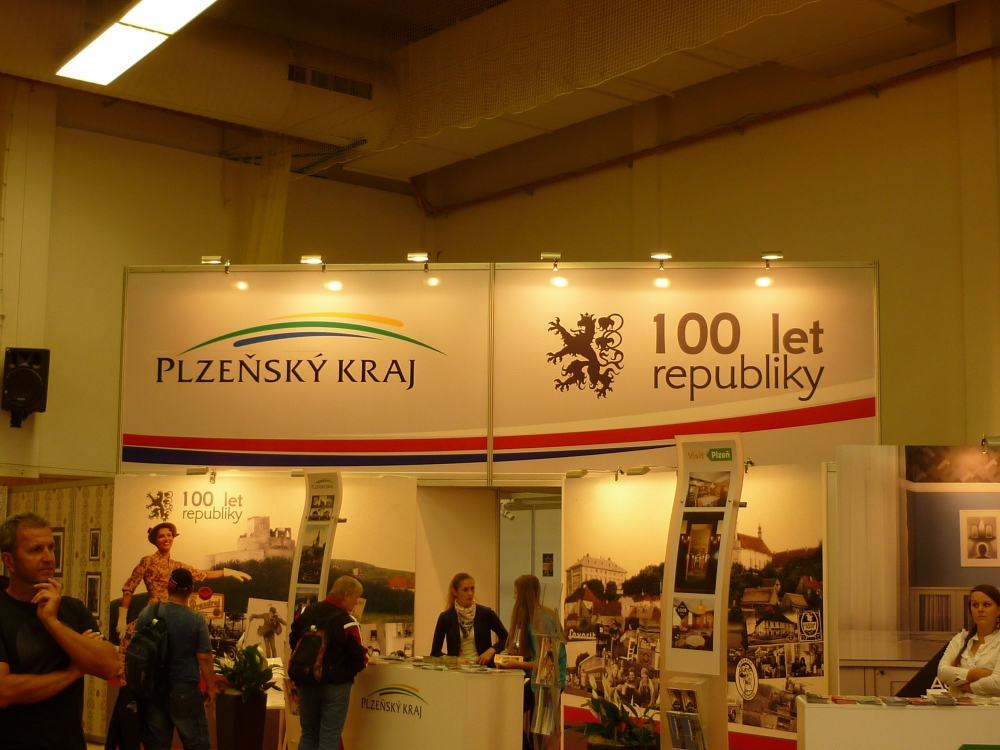 PLZEŇSKÝ KRAJ
100 let
republiky
100 let
republiky
Visit Plzeň
PLZEŇSKÝ KRAJ